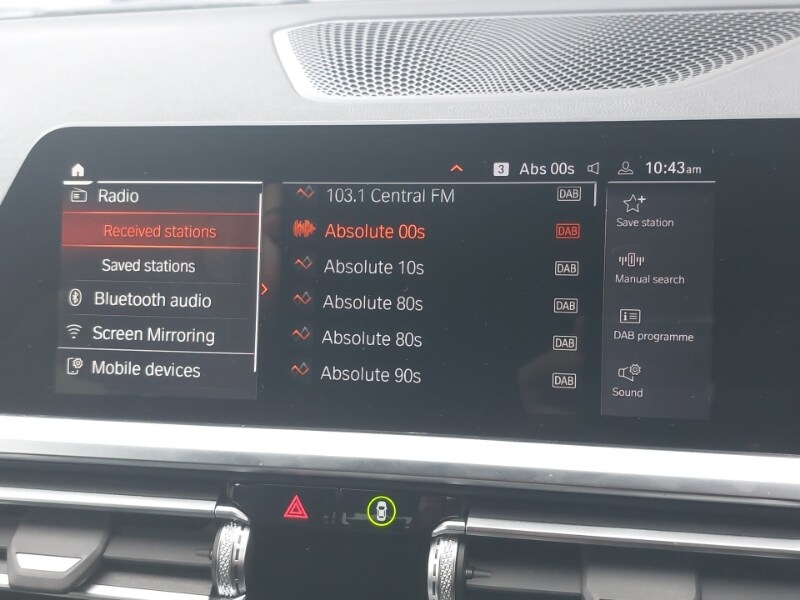 3 Abs 00s 10:43am
Radio
Received stations
Saved stations
Bluetooth audio
Screen Mirroring
Mobile devices
103.1 Central FM DAB
Absolute 00s DAB
Absolute 10s DAB
Absolute 80s DAB
Absolute 80s DAB
Absolute 90s DAB
Save station
Manual search
DAB programme
Sound